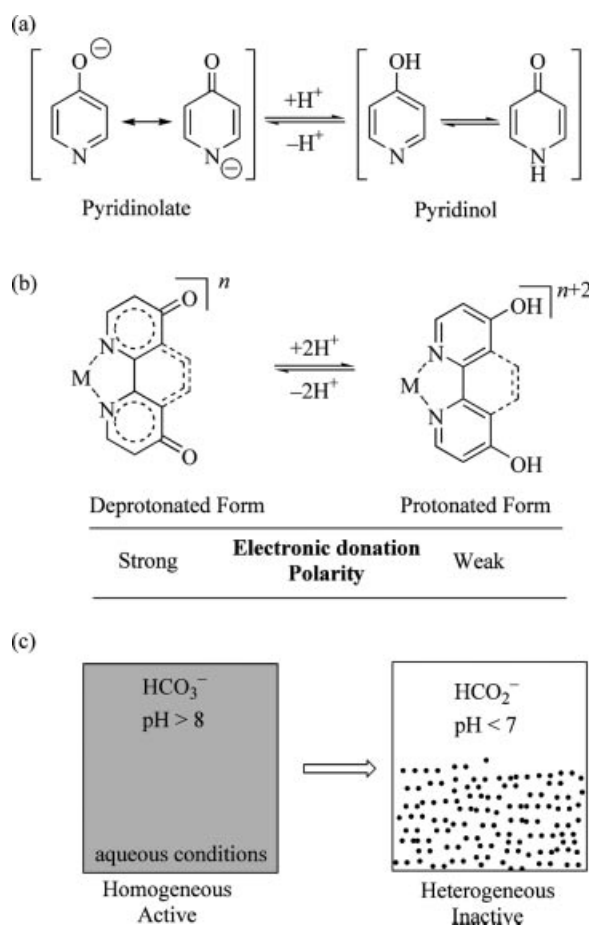 (a)
O ⊖ O OH O
+H⁺
−H⁺
N N ⊖ N N
H
Pyridinolate Pyridinol
(b)
n n+2
O OH
N +2H⁺ N
M −2H⁺ M
N N
O OH
Deprotonated Form Protonated Form
Electronic donation
Strong Polarity Weak
(c)
HCO₃⁻ HCO₂⁻
pH > 8 pH < 7
aqueous conditions
Homogeneous Heterogeneous
Active Inactive